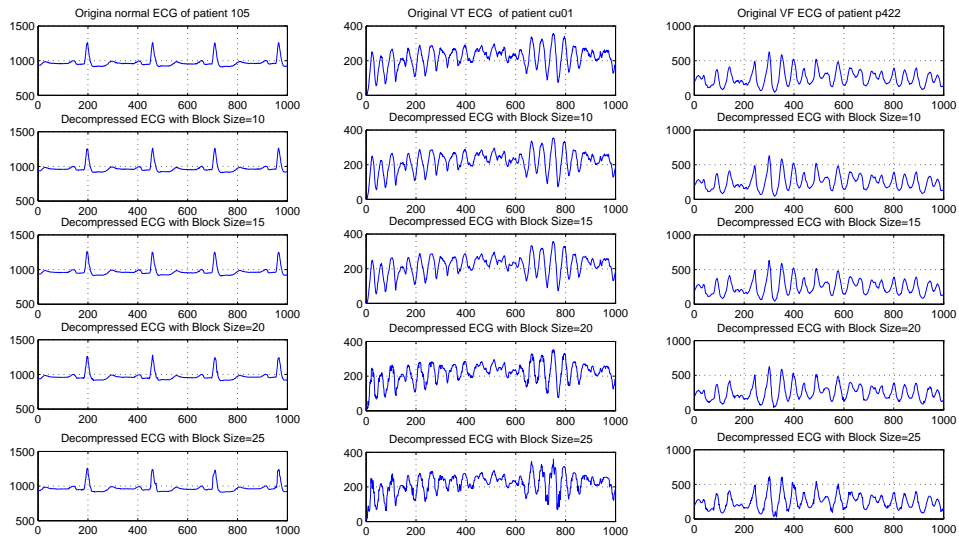 Origina normal ECG of patient 105
1500
1000
500
0 200 400 600 800 1000
Decompressed ECG with Block Size=10
1500
1000
500
0 200 400 600 800 1000
Decompressed ECG with Block Size=15
1500
1000
500
0 200 400 600 800 1000
Decompressed ECG with Block Size=20
1500
1000
500
0 200 400 600 800 1000
Decompressed ECG with Block Size=25
1500
1000
500
0 200 400 600 800 1000
Original VT ECG of patient cu01
400
200
0
0 200 400 600 800 1000
Decompressed ECG with Block Size=10
400
200
0
0 200 400 600 800 1000
Decompressed ECG with Block Size=15
400
200
0
0 200 400 600 800 1000
Decompressed ECG with Block Size=20
400
200
0
0 200 400 600 800 1000
Decompressed ECG with Block Size=25
400
200
0
0 200 400 600 800 1000
Original VF ECG of patient p422
1000
500
0
0 200 400 600 800 1000
Decompressed ECG with Block Size=10
1000
500
0
0 200 400 600 800 1000
Decompressed ECG with Block Size=15
1000
500
0
0 200 400 600 800 1000
Decompressed ECG with Block Size=20
1000
500
0
0 200 400 600 800 1000
Decompressed ECG with Block Size=25
1000
500
0
0 200 400 600 800 1000